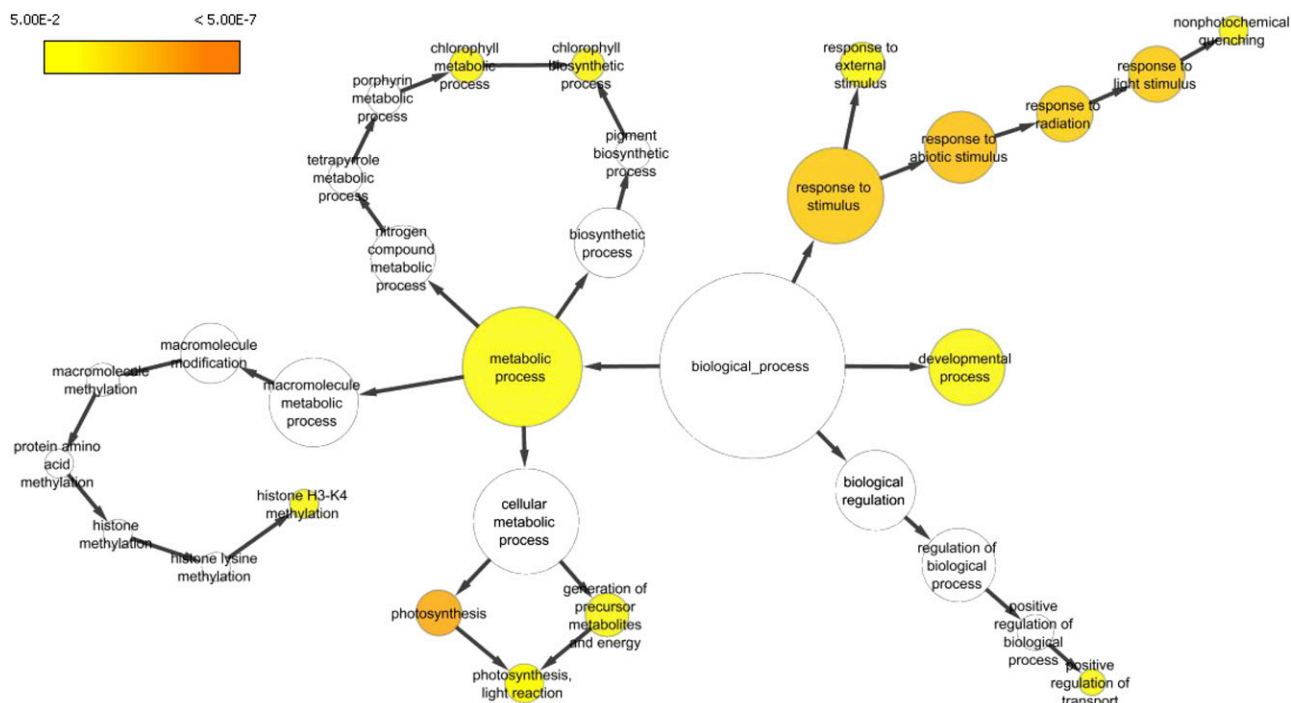 5.00E-2
< 5.00E-7
chlorophyll
metabolic
process
chlorophyll
biosynthetic
process
porphyrin
metabolic
process
pigment
biosynthetic
process
tetrapyrrole
metabolic
process
nitrogen
compound
metabolic
process
biosynthetic
process
response to
external
stimulus
nonphotochemical
quenching
response to
light stimulus
response to
radiation
response to
abiotic stimulus
response to
stimulus
macromolecule
modification
macromolecule
methylation
macromolecule
metabolic
process
metabolic
process
biological_process
developmental
process
protein amino
acid
methylation
histone H3-K4
methylation
histone
methylation
histone lysine
methylation
cellular
metabolic
process
biological
regulation
regulation of
biological
process
photosynthesis
generation of
precursor
metabolites
and energy
photosynthesis,
light reaction
positive
regulation of
biological
process
positive
regulation of
transport